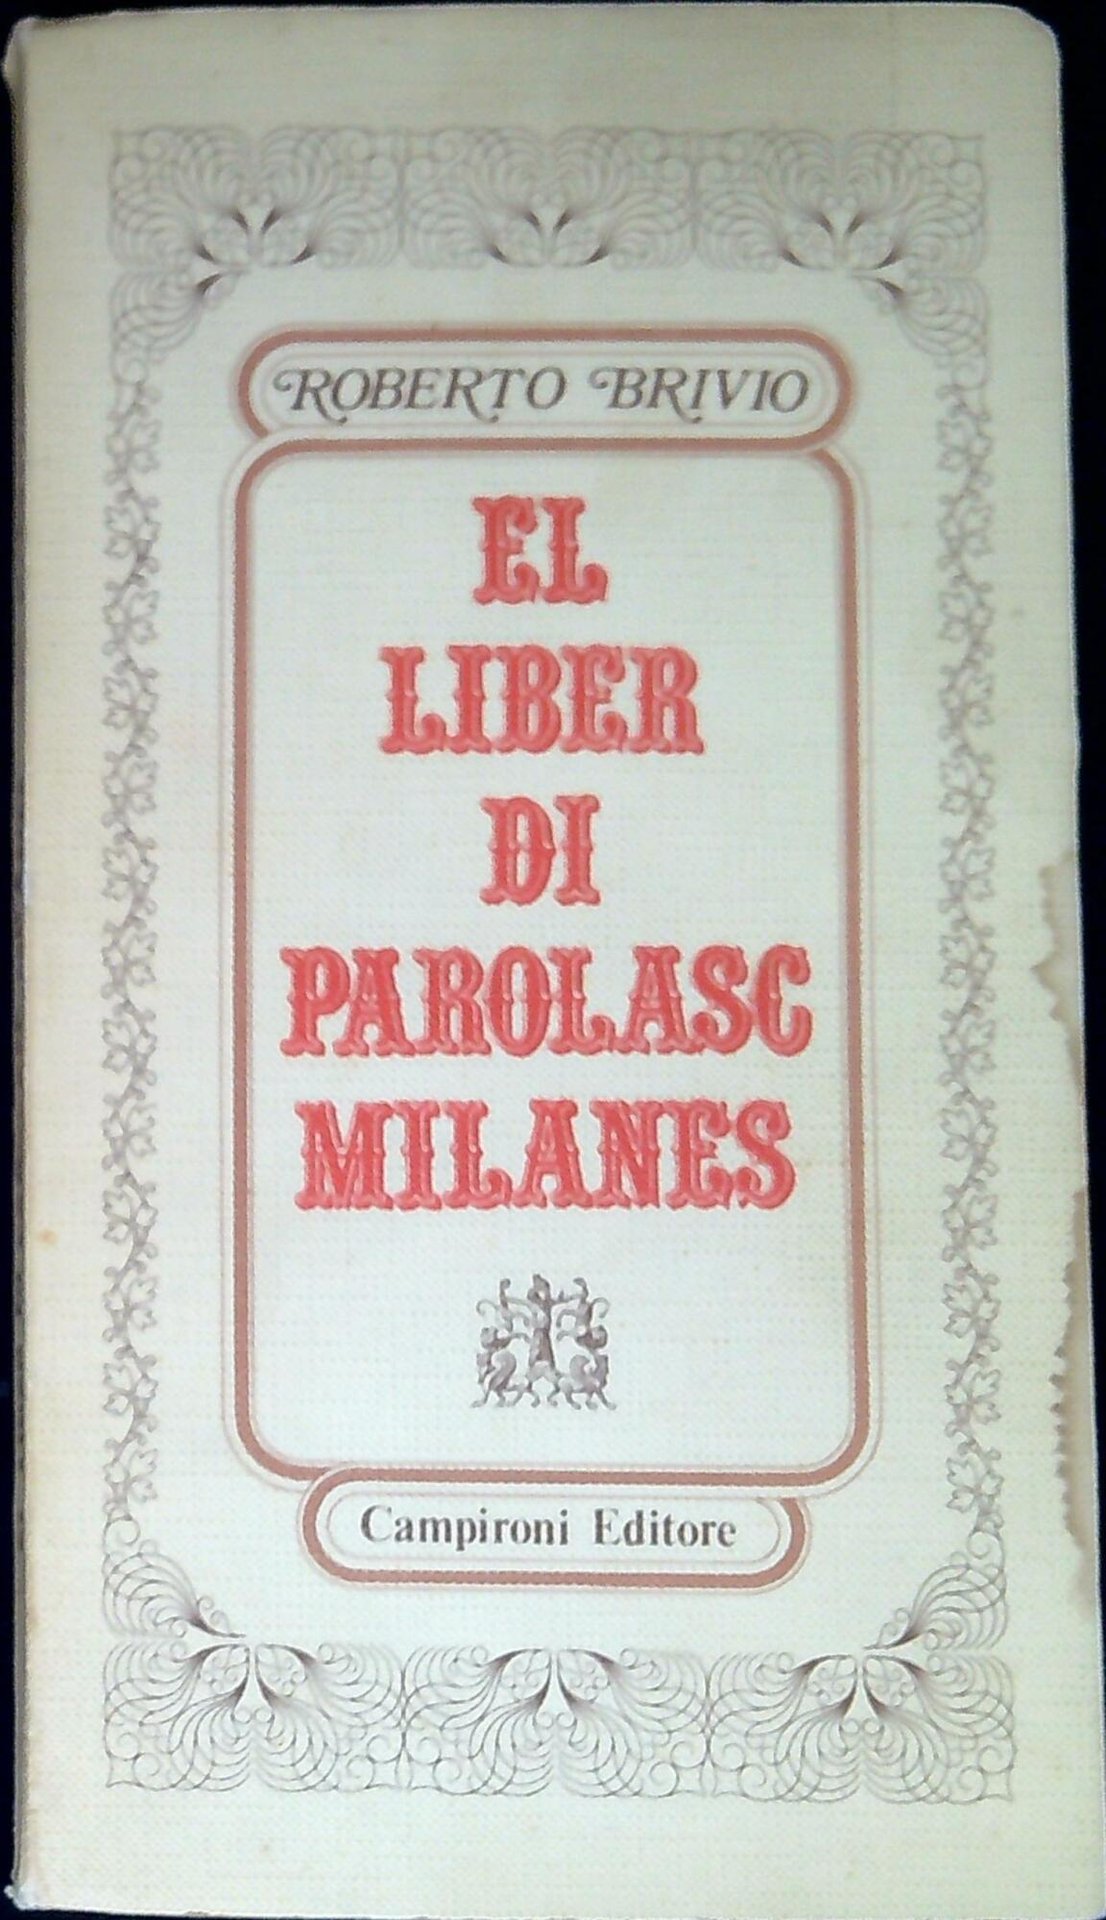 ROBERTO BRIVIO
EL
LIBER
DI
PAROLASC
MILANES
Campironi Editore